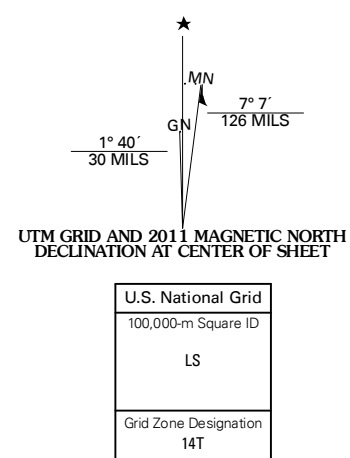 ★
MN
7° 7´
126 MILS
GN
1° 40´
30 MILS
UTM GRID AND 2011 MAGNETIC NORTH
DECLINATION AT CENTER OF SHEET
U.S. National Grid
100,000-m Square ID
LS
Grid Zone Designation
14T